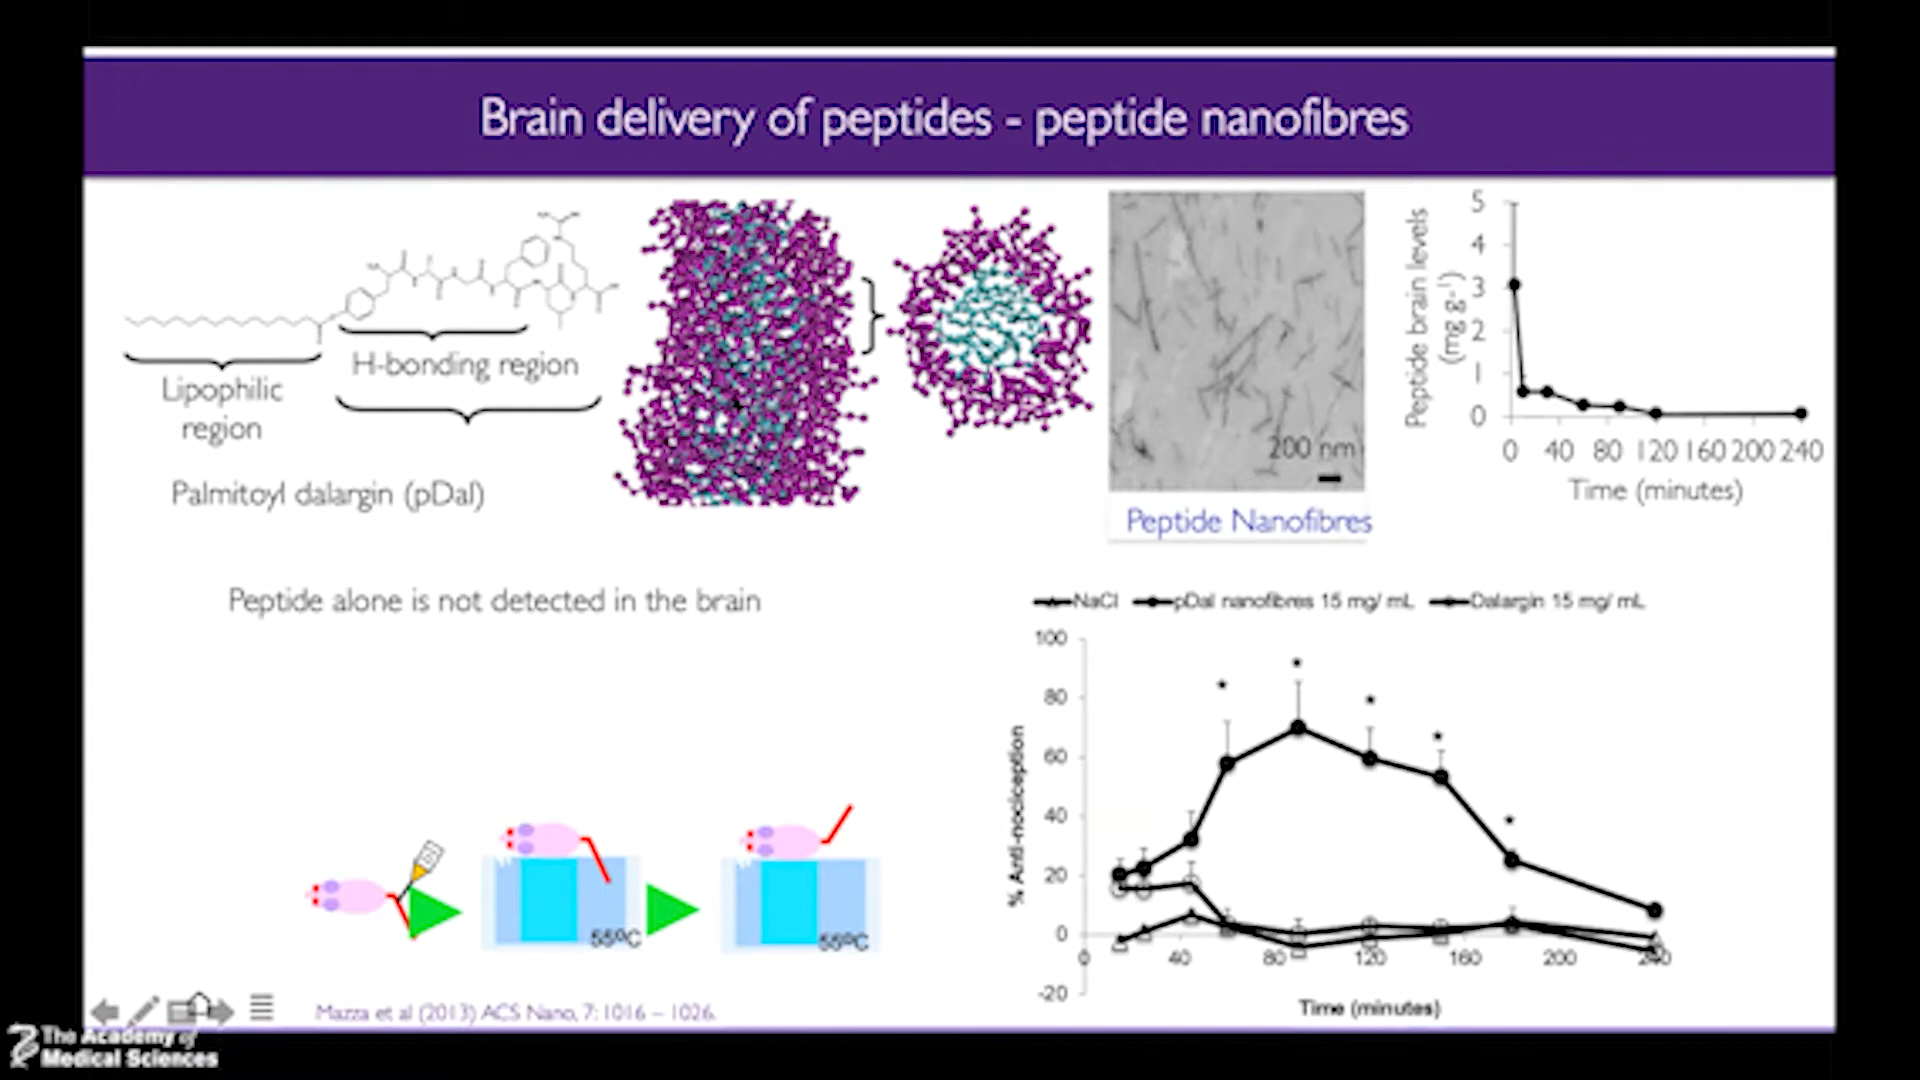 Brain delivery of peptides - peptide nanofibres
Lipophilic
region
H-bonding region
Palmitoyl dalargin (pDal)
200 nm
Peptide Nanofibres
Peptide brain levels
(mg g-1)
5
4
3
2
1
0
0 40 80 120 160 200 240
Time (minutes)
Peptide alone is not detected in the brain
NaCl pDal nanofibres 15 mg/ mL Dalargin 15 mg/ mL
% Anti-nociception
100
80
60
40
20
0
-20
0 40 80 120 160 200 240
Time (minutes)
55ºC
55ºC
Mazza et al (2013) ACS Nano, 7: 1016 – 1026.
The Academy of
Medical Sciences